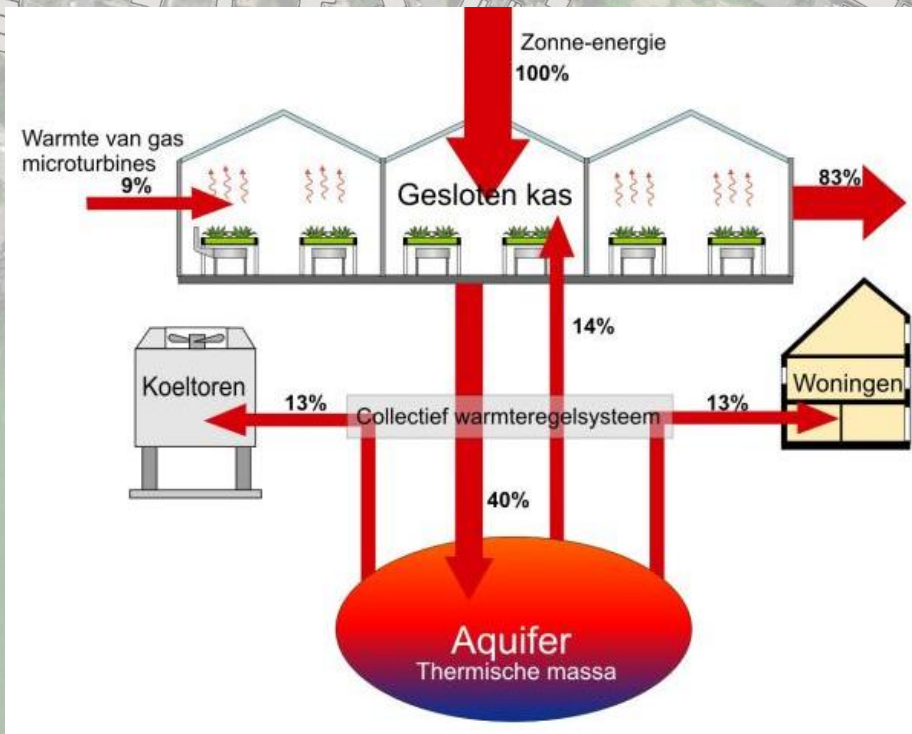 Zonne-energie
100%
Warmte van gas
microturbines
9%
Gesloten kas
83%
14%
Koeltoren
Woningen
13%
Collectief warmteregelsysteem
13%
40%
Aquifer
Thermische massa